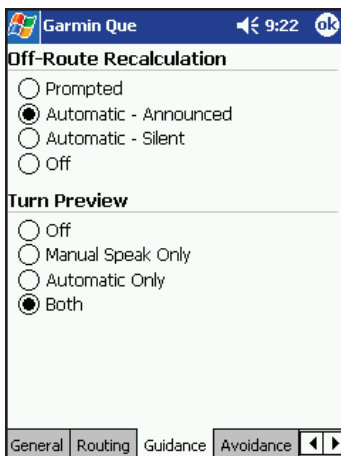 Garmin Que 9:22 ok
Off-Route Recalculation
Prompted
Automatic - Announced
Automatic - Silent
Off
Turn Preview
Off
Manual Speak Only
Automatic Only
Both
General Routing Guidance Avoidance